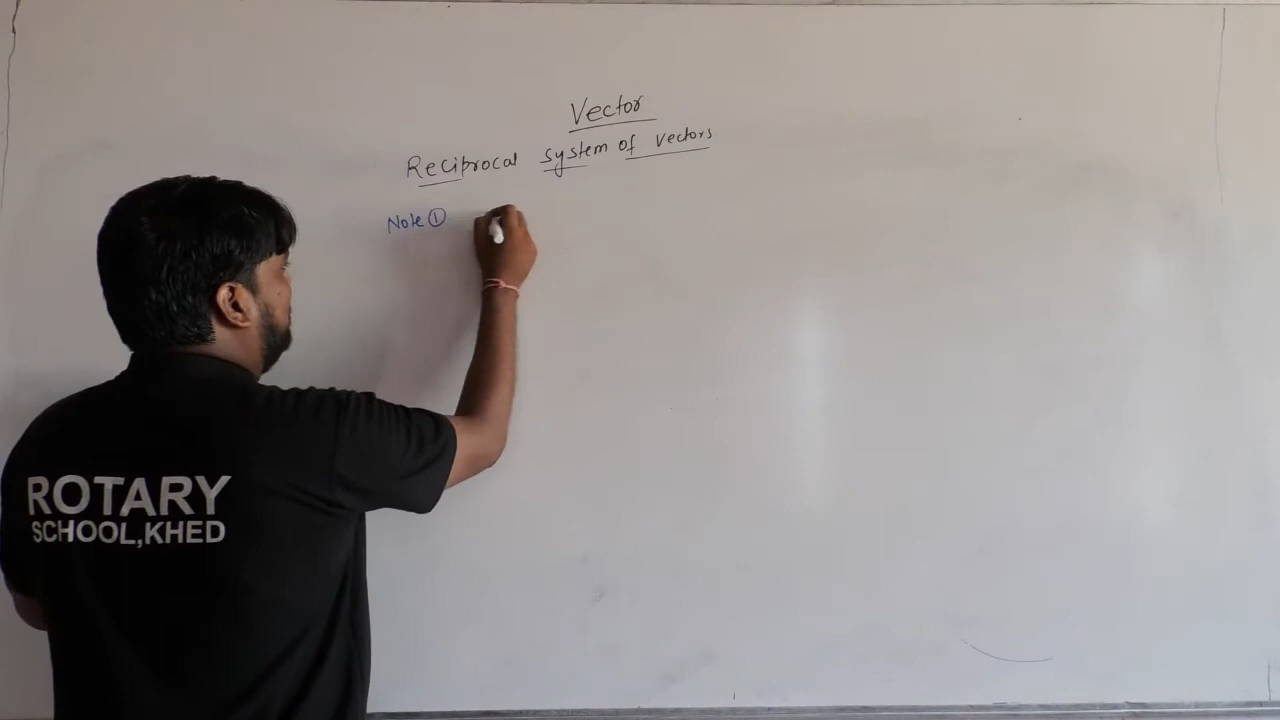 Vector
Reciprocal system of vectors
Note ①
ROTARY
SCHOOL,KHED